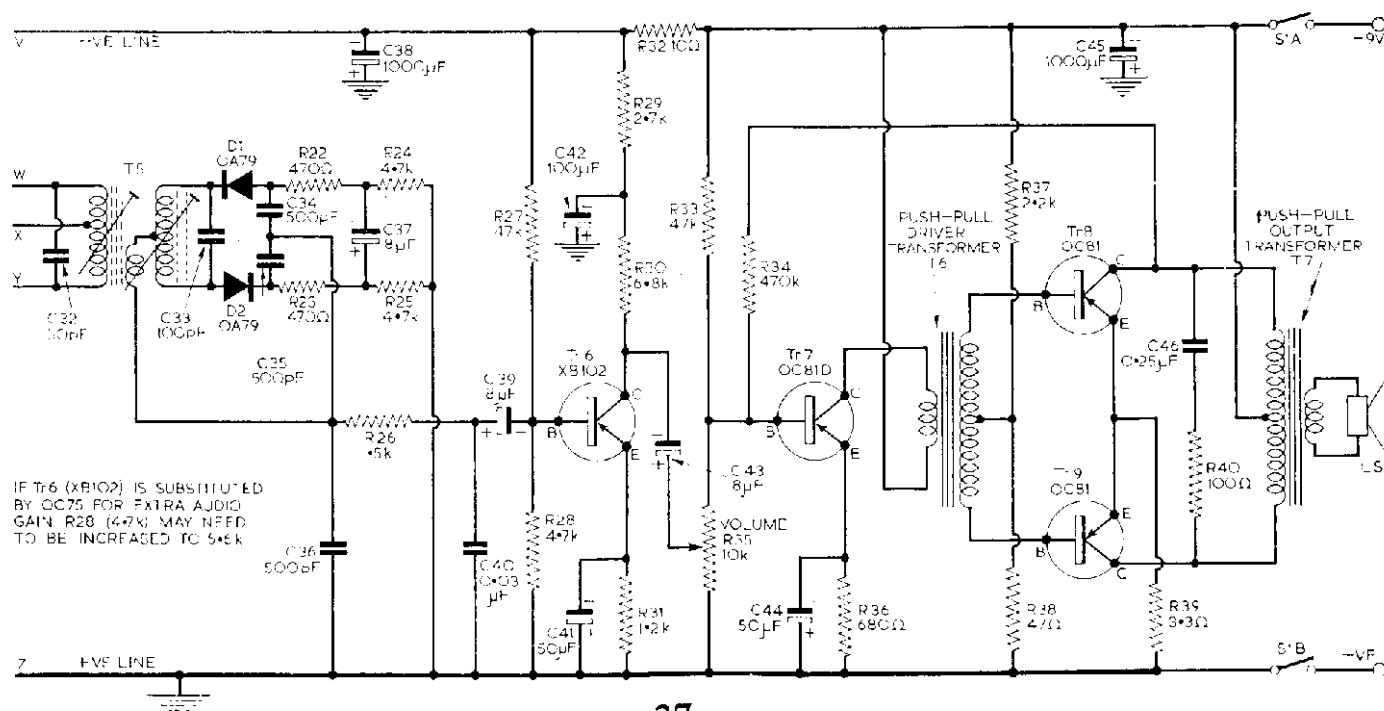 V
-VE LINE
C38
1000µF
R32 10Ω
C45
1000µF
S1A
-9V
R29
2•7k
D1
OA79
R22
470Ω
R24
4•7k
C42
100µF
T5
W
X
Y
C34
500pF
C37
8µF
R27
47k
R33
47k
R37
2•2k
PUSH-PULL
DRIVER
TRANSFORMER
T6
Tr8
OC81
PUSH-PULL
OUTPUT
TRANSFORMER
T7
R30
6•8k
R34
470k
C
B
E
C32
C33
100pF
D2
OA79
R23
470Ω
R25
4•7k
C46
0•25µF
C35
500pF
C39
8µF
Tr6
XB102
Tr7
OC81D
C
B
E
C
B
E
R26
C43
8µF
Tr9
OC81
R40
100Ω
LS
IF Tr6 (XB102) IS SUBSTITUTED
BY OC75 FOR EXTRA AUDIO
GAIN R28 (4•7k) MAY NEED
TO BE INCREASED TO 5•6k
R28
4•7k
VOLUME
R35
10k
E
B
C
C36
500pF
C40
0•03
µF
C41
50µF
R31
1•2k
C44
50µF
R36
680Ω
R38
47Ω
R39
3•3Ω
Z
+VE LINE
S1B
27